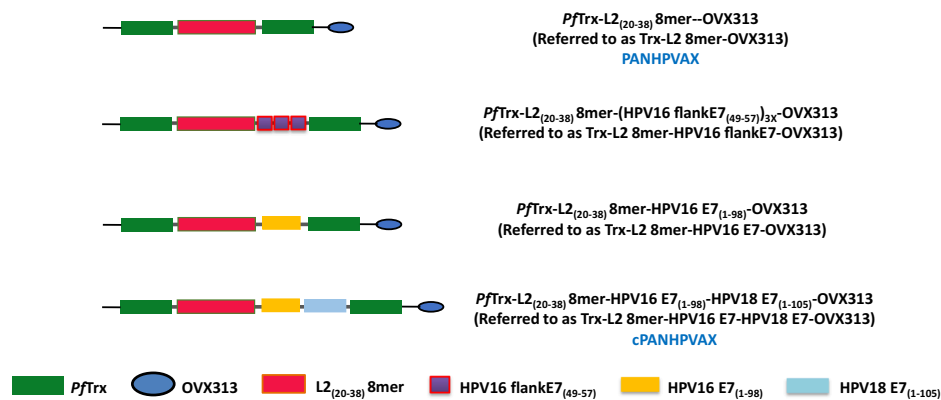 PfTrx-L2(20-38) 8mer--OVX313
(Referred to as Trx-L2 8mer-OVX313)
PANHPVAX
PfTrx-L2(20-38) 8mer-(HPV16 flankE7(49-57))3X-OVX313
(Referred to as Trx-L2 8mer-HPV16 flankE7-OVX313)
PfTrx-L2(20-38) 8mer-HPV16 E7(1-98)-OVX313
(Referred to as Trx-L2 8mer-HPV16 E7-OVX313)
PfTrx-L2(20-38) 8mer-HPV16 E7(1-98)-HPV18 E7(1-105)-OVX313
(Referred to as Trx-L2 8mer-HPV16 E7-HPV18 E7-OVX313)
cPANHPVAX
PfTrx OVX313 L2(20-38) 8mer HPV16 flankE7(49-57) HPV16 E7(1-98) HPV18 E7(1-105)